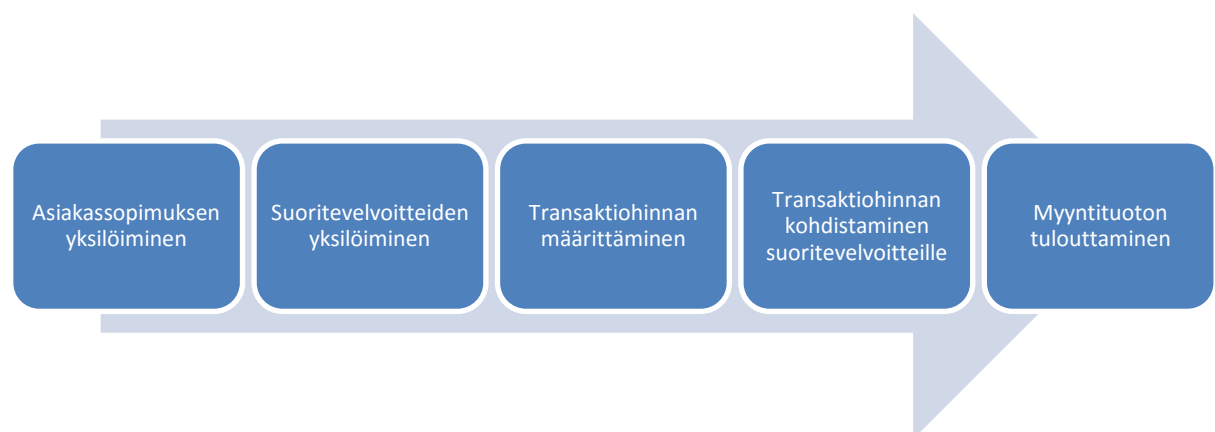 Asiakassopimuksen
yksilöiminen
Suoritevelvoitteiden
yksilöiminen
Transaktiohinnan
määrittäminen
Transaktiohinnan
kohdistaminen
suoritevelvoitteille
Myyntituoton
tulouttaminen